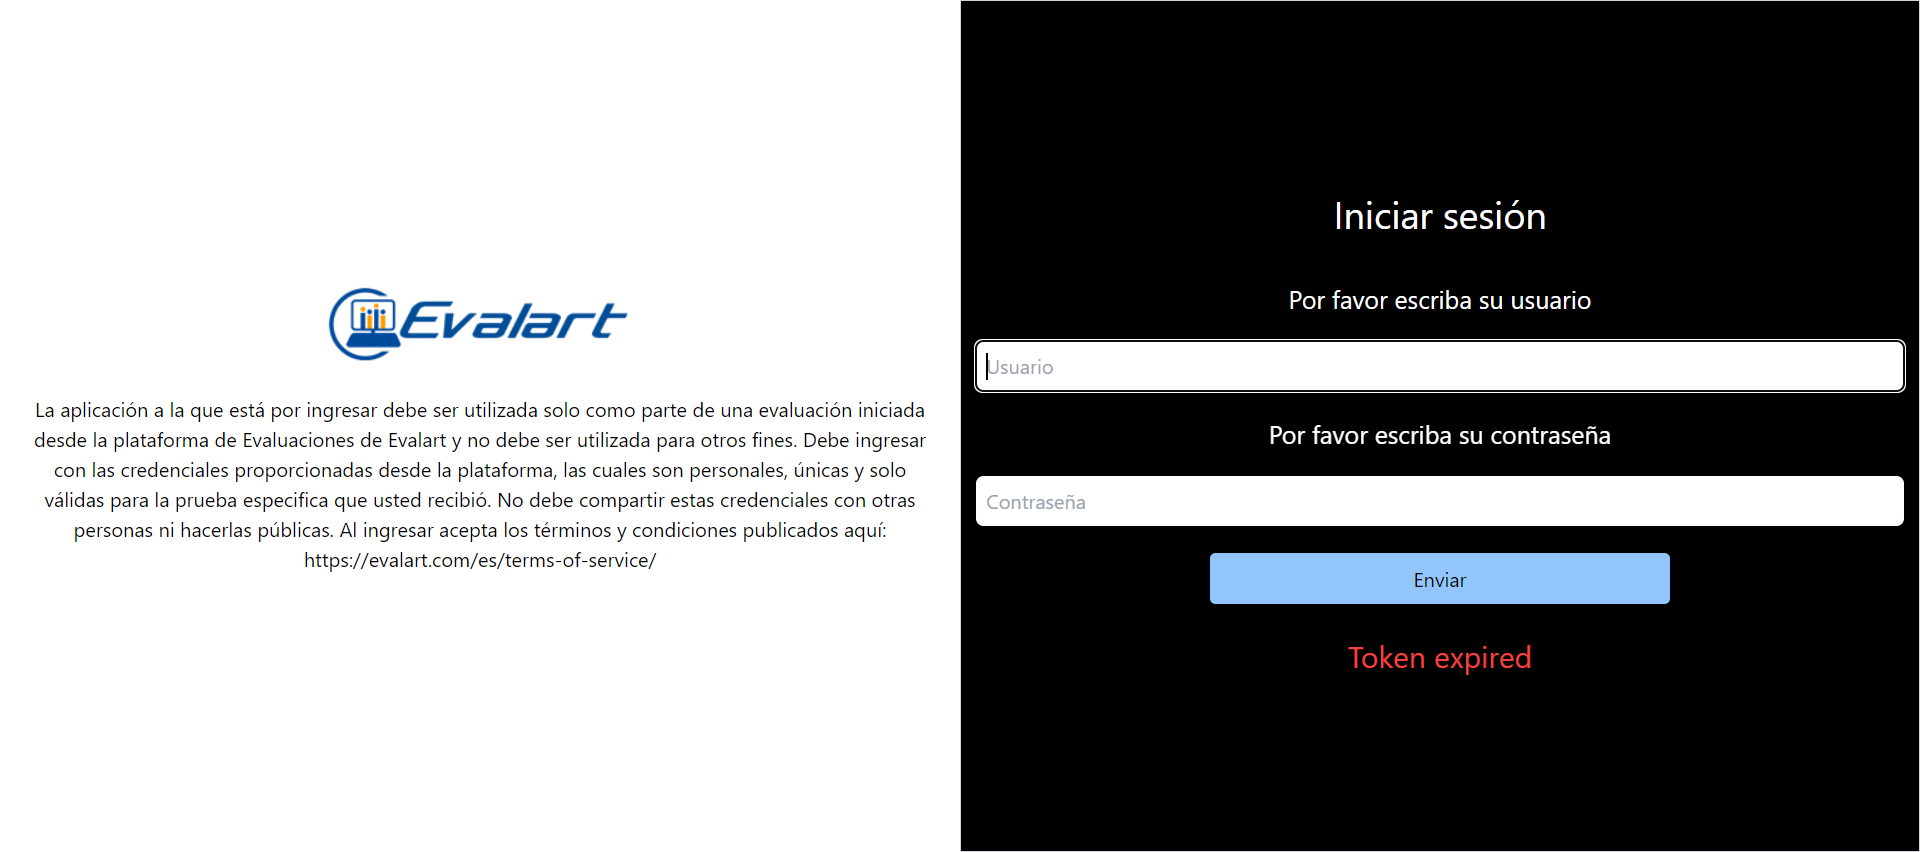 Evalart
La aplicación a la que está por ingresar debe ser utilizada solo como parte de una evaluación iniciada
desde la plataforma de Evaluaciones de Evalart y no debe ser utilizada para otros fines. Debe ingresar
con las credenciales proporcionadas desde la plataforma, las cuales son personales, únicas y solo
válidas para la prueba especifica que usted recibió. No debe compartir estas credenciales con otras
personas ni hacerlas públicas. Al ingresar acepta los términos y condiciones publicados aquí:
https://evalart.com/es/terms-of-service/
Iniciar sesión
Por favor escriba su usuario
Usuario
Por favor escriba su contraseña
Contraseña
Enviar
Token expired